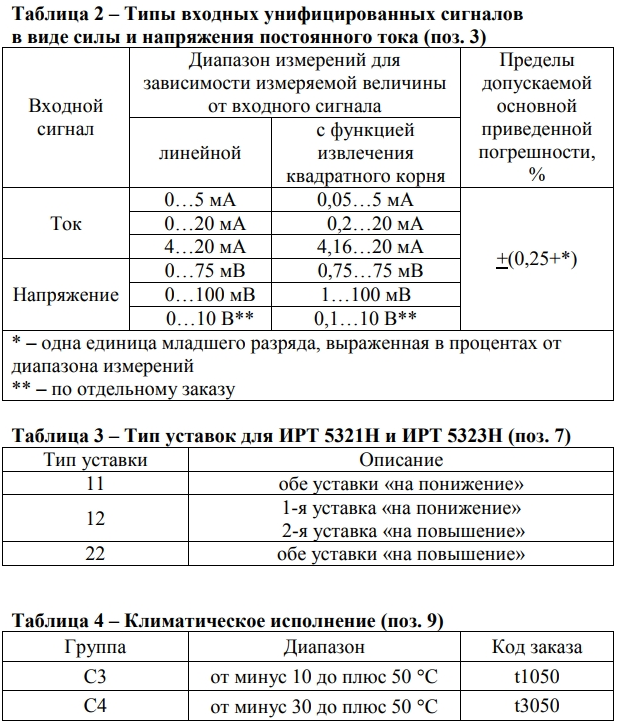 Таблица 2 – Типы входных унифицированных сигналов
в виде силы и напряжения постоянного тока (поз. 3)
Входной
сигнал
Диапазон измерений для
зависимости измеряемой величины
от входного сигнала
линейной
с функцией
извлечения
квадратного корня
Пределы
допускаемой
основной
приведенной
погрешности,
%
Ток
0…5 мА
0,05…5 мА
0…20 мА
0,2…20 мА
4…20 мА
4,16…20 мА
Напряжение
0…75 мВ
0,75…75 мВ
0…100 мВ
1…100 мВ
0…10 В**
0,1…10 В**
±(0,25+*)
* – одна единица младшего разряда, выраженная в процентах от
диапазона измерений
** – по отдельному заказу
Таблица 3 – Тип уставок для ИРТ 5321Н и ИРТ 5323Н (поз. 7)
Тип уставки
Описание
11
обе уставки «на понижение»
12
1-я уставка «на понижение»
2-я уставка «на повышение»
22
обе уставки «на повышение»
Таблица 4 – Климатическое исполнение (поз. 9)
Группа
Диапазон
Код заказа
С3
от минус 10 до плюс 50 °С
t1050
С4
от минус 30 до плюс 50 °С
t3050